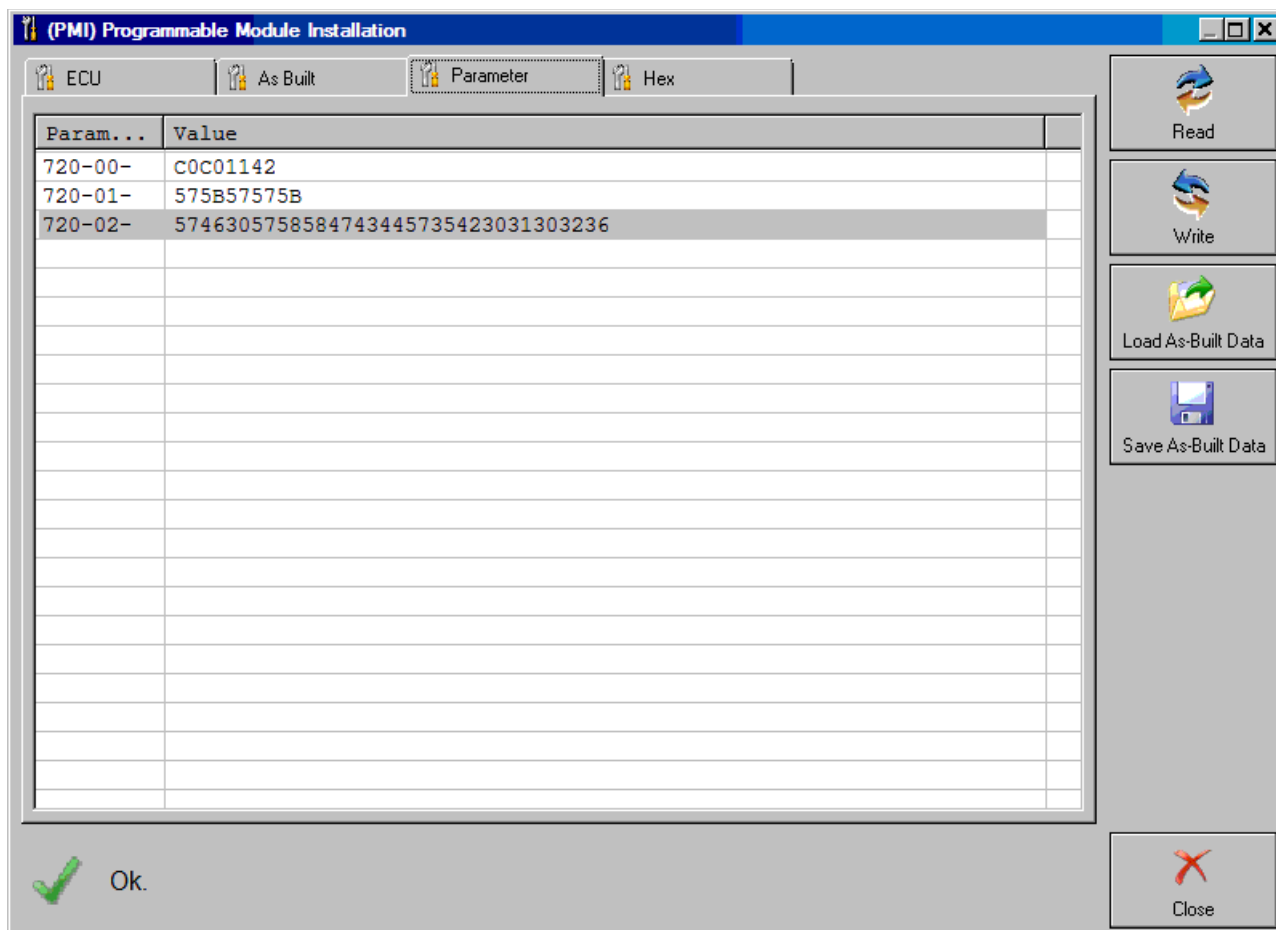 (PMI) Programmable Module Installation
ECU
As Built
Parameter
Hex
Param... Value
720-00- C0C01142
720-01- 575B57575B
720-02- 5746305758584743445735423031303236
Read
Write
Load As-Built Data
Save As-Built Data
Ok.
Close